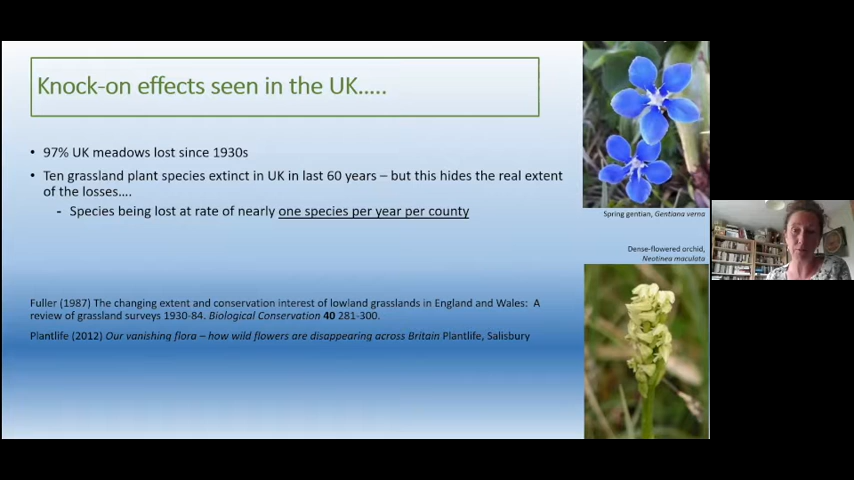 Knock-on effects seen in the UK.....
• 97% UK meadows lost since 1930s
• Ten grassland plant species extinct in UK in last 60 years – but this hides the real extent
of the losses....
- Species being lost at rate of nearly one species per year per county
Spring gentian, Gentiana verna
Dense-flowered orchid,
Neotinea maculata
Fuller (1987) The changing extent and conservation interest of lowland grasslands in England and Wales: A
review of grassland surveys 1930-84. Biological Conservation 40 281-300.
Plantlife (2012) Our vanishing flora – how wild flowers are disappearing across Britain Plantlife, Salisbury